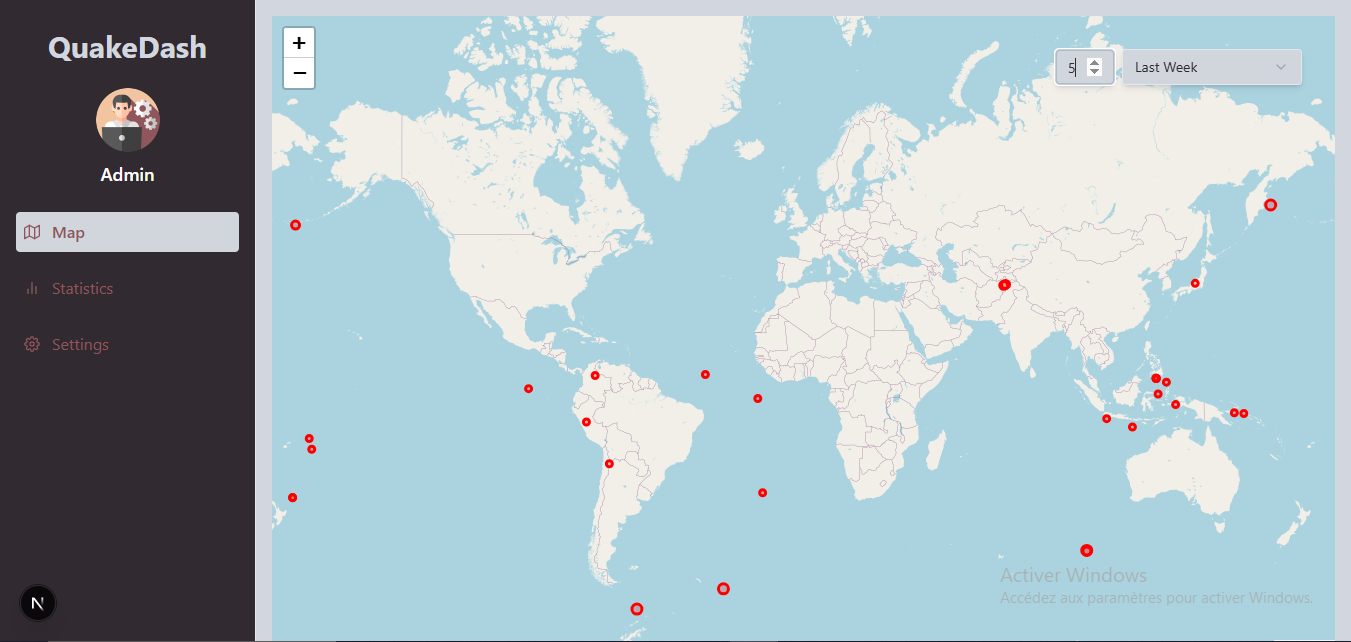 QuakeDash
Admin
Map
Statistics
Settings
N
+
−
5
Last Week
Activer Windows
Accédez aux paramètres pour activer Windows.